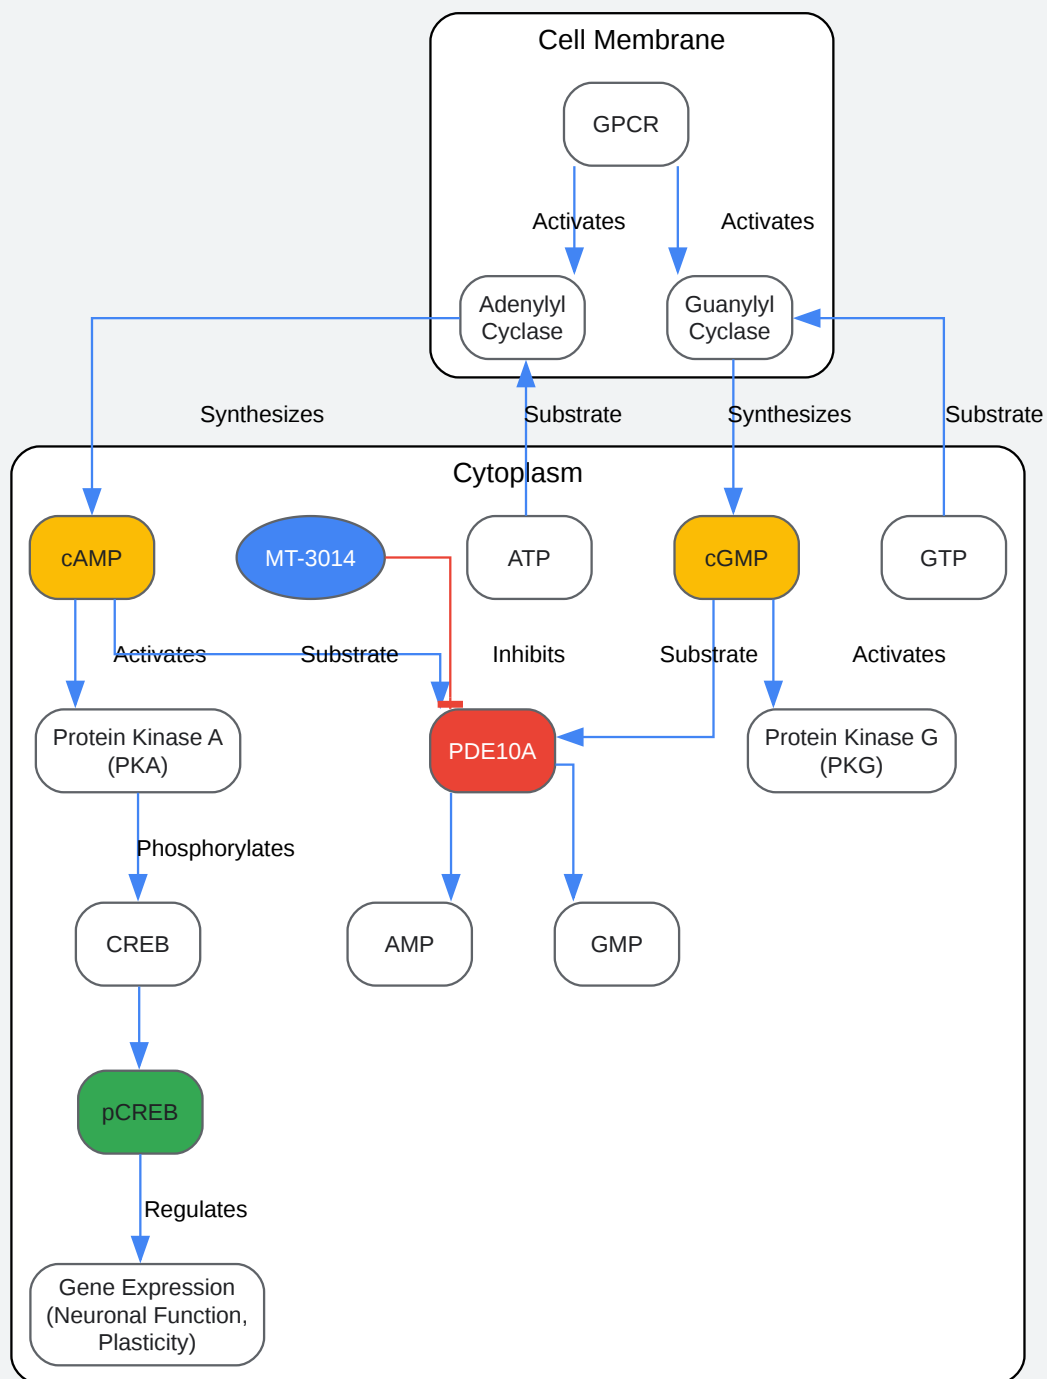 Cell Membrane
GPCR
Activates
Activates
Adenylyl
Cyclase
Guanylyl
Cyclase
Synthesizes
Substrate
Synthesizes
Substrate
Cytoplasm
cAMP
MT-3014
ATP
cGMP
GTP
Activates
Substrate
Inhibits
Substrate
Activates
Protein Kinase A
(PKA)
PDE10A
Protein Kinase G
(PKG)
Phosphorylates
CREB
AMP
GMP
pCREB
Regulates
Gene Expression
(Neuronal Function,
Plasticity)